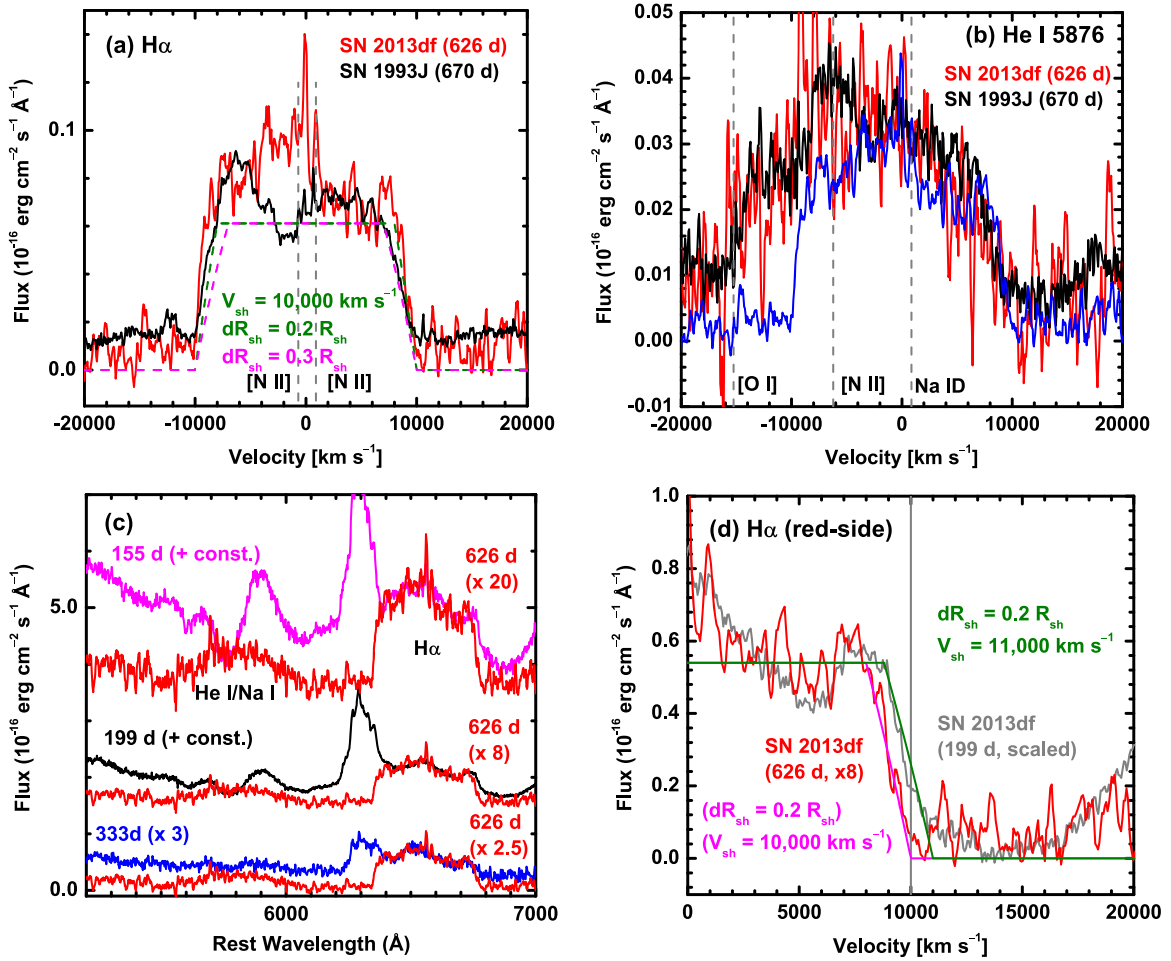 (a) Hα
SN 2013df (626 d)
SN 1993J (670 d)
0.1
0.0
Flux (10⁻¹⁶ erg cm⁻² s⁻¹ Å⁻¹)
V_sh = 10,000 km s⁻¹
dR_sh = 0.2 R_sh
dR_sh = 0.3 R_sh
[N II] [N II]
-20000 -10000 0 10000 20000
Velocity [km s⁻¹]
(b) He I 5876
SN 2013df (626 d)
SN 1993J (670 d)
0.05
0.04
0.03
0.02
0.01
0.00
-0.01
Flux (10⁻¹⁶ erg cm⁻² s⁻¹ Å⁻¹)
[O I] [N II] Na ID
-20000 -10000 0 10000 20000
Velocity [km s⁻¹]
(c)
155 d (+ const.)
626 d
(x 20)
5.0
Hα
He I/Na I
199 d (+ const.)
626 d
(x 8)
333d (x 3)
626 d
(x 2.5)
0.0
Flux (10⁻¹⁶ erg cm⁻² s⁻¹ Å⁻¹)
6000 7000
Rest Wavelength (Å)
(d) Hα (red-side)
1.0
0.8
0.6
0.4
0.2
0.0
Flux (10⁻¹⁶ erg cm⁻² s⁻¹ Å⁻¹)
dR_sh = 0.2 R_sh
V_sh = 11,000 km s⁻¹
SN 2013df
(199 d, scaled)
SN 2013df
(626 d, x8)
(dR_sh = 0.2 R_sh)
(V_sh = 10,000 km s⁻¹)
0 5000 10000 15000 20000
Velocity [km s⁻¹]